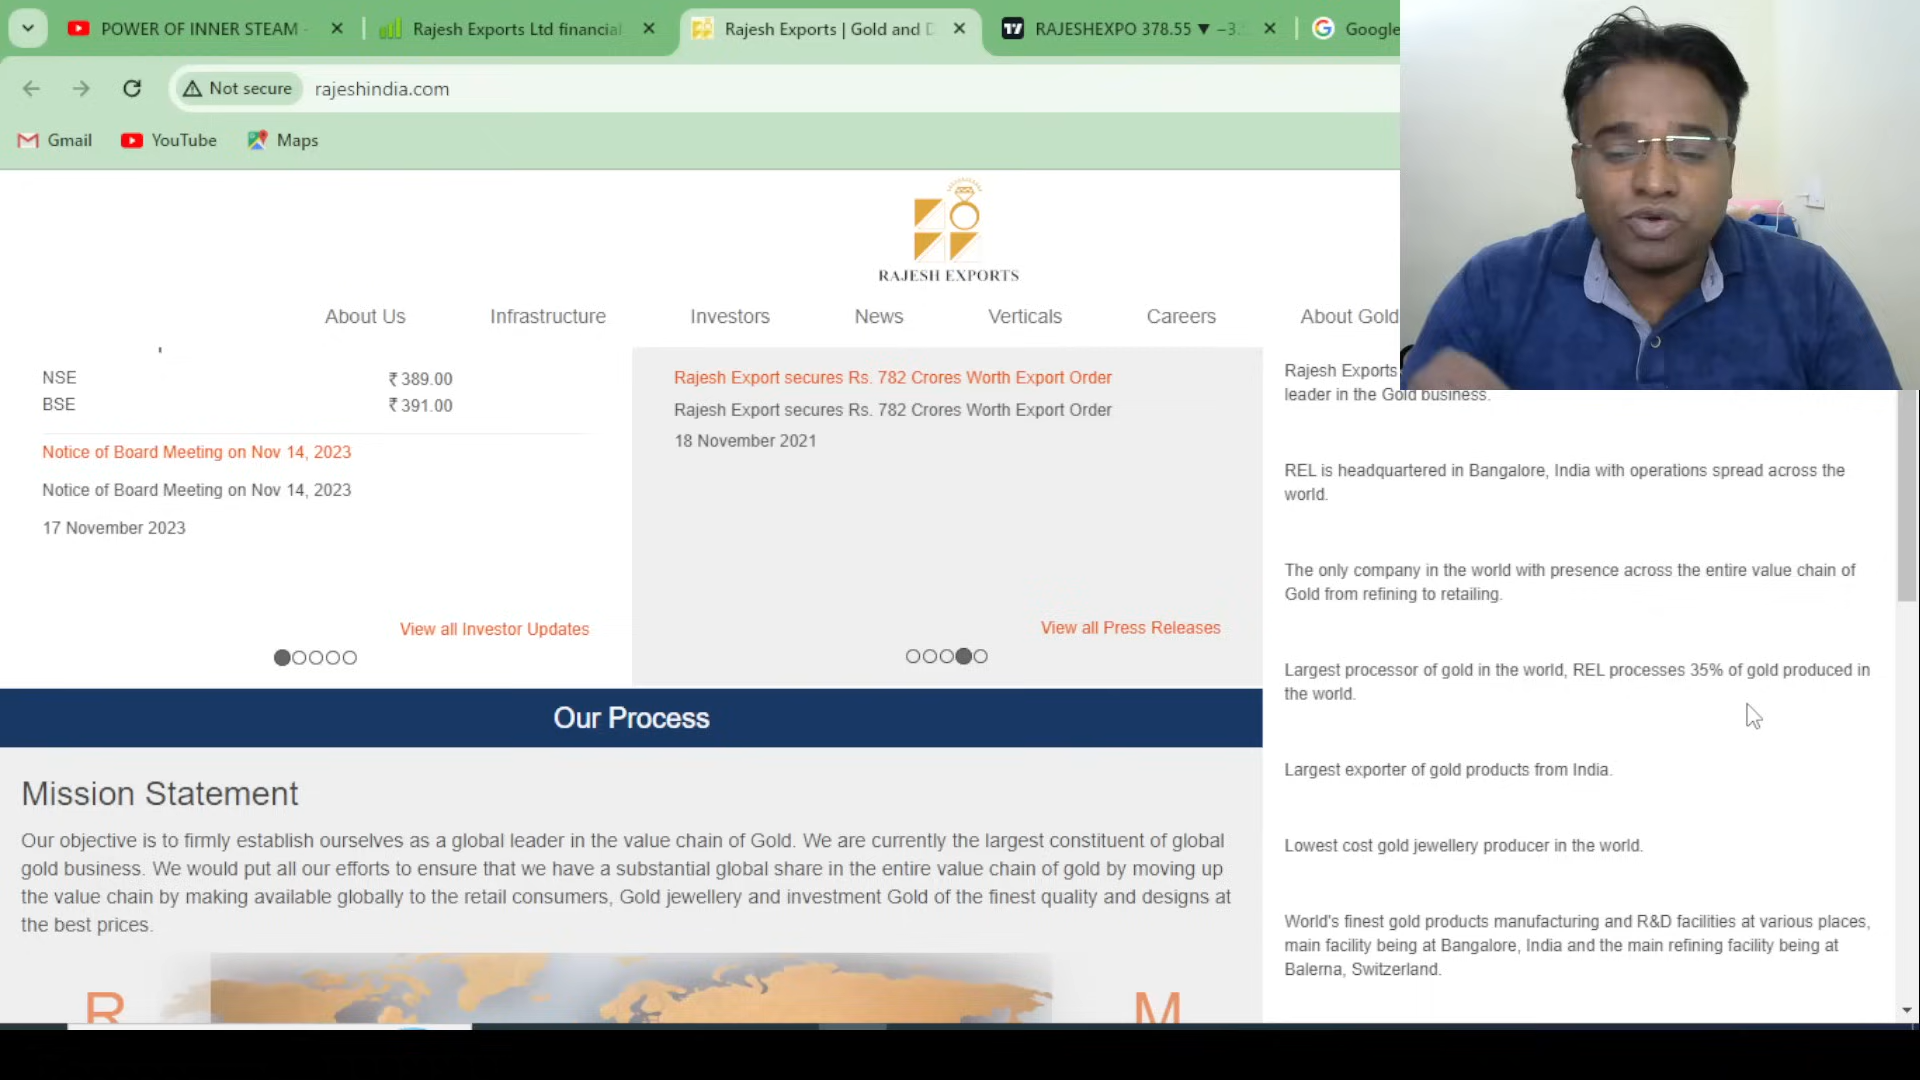 POWER OF INNER STEAM
Rajesh Exports Ltd financial
Rajesh Exports | Gold and D
RAJESHEXPO 378.55 ▼ −3.
Google
Not secure
rajeshindia.com
Gmail
YouTube
Maps
RAJESH EXPORTS
About Us
Infrastructure
Investors
News
Verticals
Careers
About Gold
NSE ₹ 389.00
BSE ₹ 391.00
Notice of Board Meeting on Nov 14, 2023
Notice of Board Meeting on Nov 14, 2023
17 November 2023
View all Investor Updates
Rajesh Export secures Rs. 782 Crores Worth Export Order
Rajesh Export secures Rs. 782 Crores Worth Export Order
18 November 2021
View all Press Releases
Our Process
Mission Statement
Our objective is to firmly establish ourselves as a global leader in the value chain of Gold. We are currently the largest constituent of global
gold business. We would put all our efforts to ensure that we have a substantial global share in the entire value chain of gold by moving up
the value chain by making available globally to the retail consumers, Gold jewellery and investment Gold of the finest quality and designs at
the best prices.
R
M
Rajesh Exports
leader in the Gold business.
REL is headquartered in Bangalore, India with operations spread across the
world.
The only company in the world with presence across the entire value chain of
Gold from refining to retailing.
Largest processor of gold in the world, REL processes 35% of gold produced in
the world.
Largest exporter of gold products from India.
Lowest cost gold jewellery producer in the world.
World's finest gold products manufacturing and R&D facilities at various places,
main facility being at Bangalore, India and the main refining facility being at
Balerna, Switzerland.